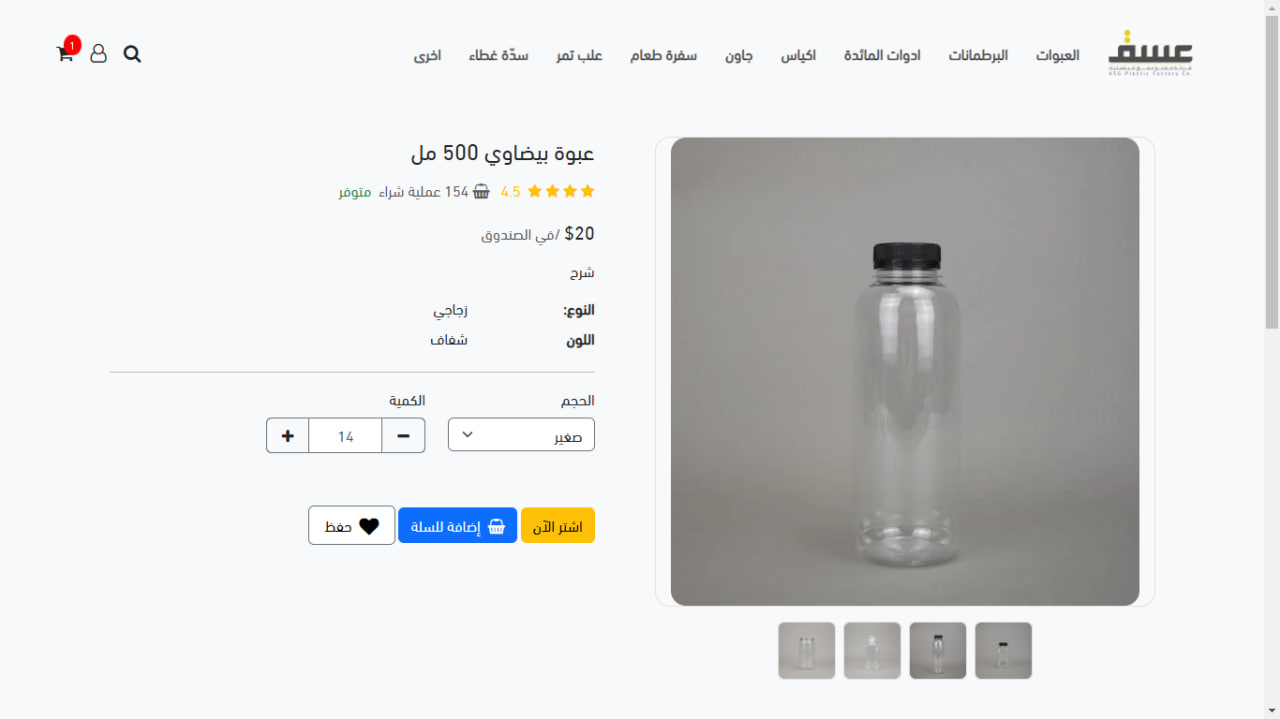 عسق
ASG Plastic Factory Co.
العبوات
البرطمانات
ادوات المائدة
اكياس
جاون
سفرة طعام
علب تمر
سدّة غطاء
اخرى
1
عبوة بيضاوي 500 مل
4.5 154 عملية شراء متوفر
$20 /في الصندوق
شرح
النوع: زجاجي
اللون شفاف
الحجم الكمية
صغير 14
اشتر الآن إضافة للسلة حفظ